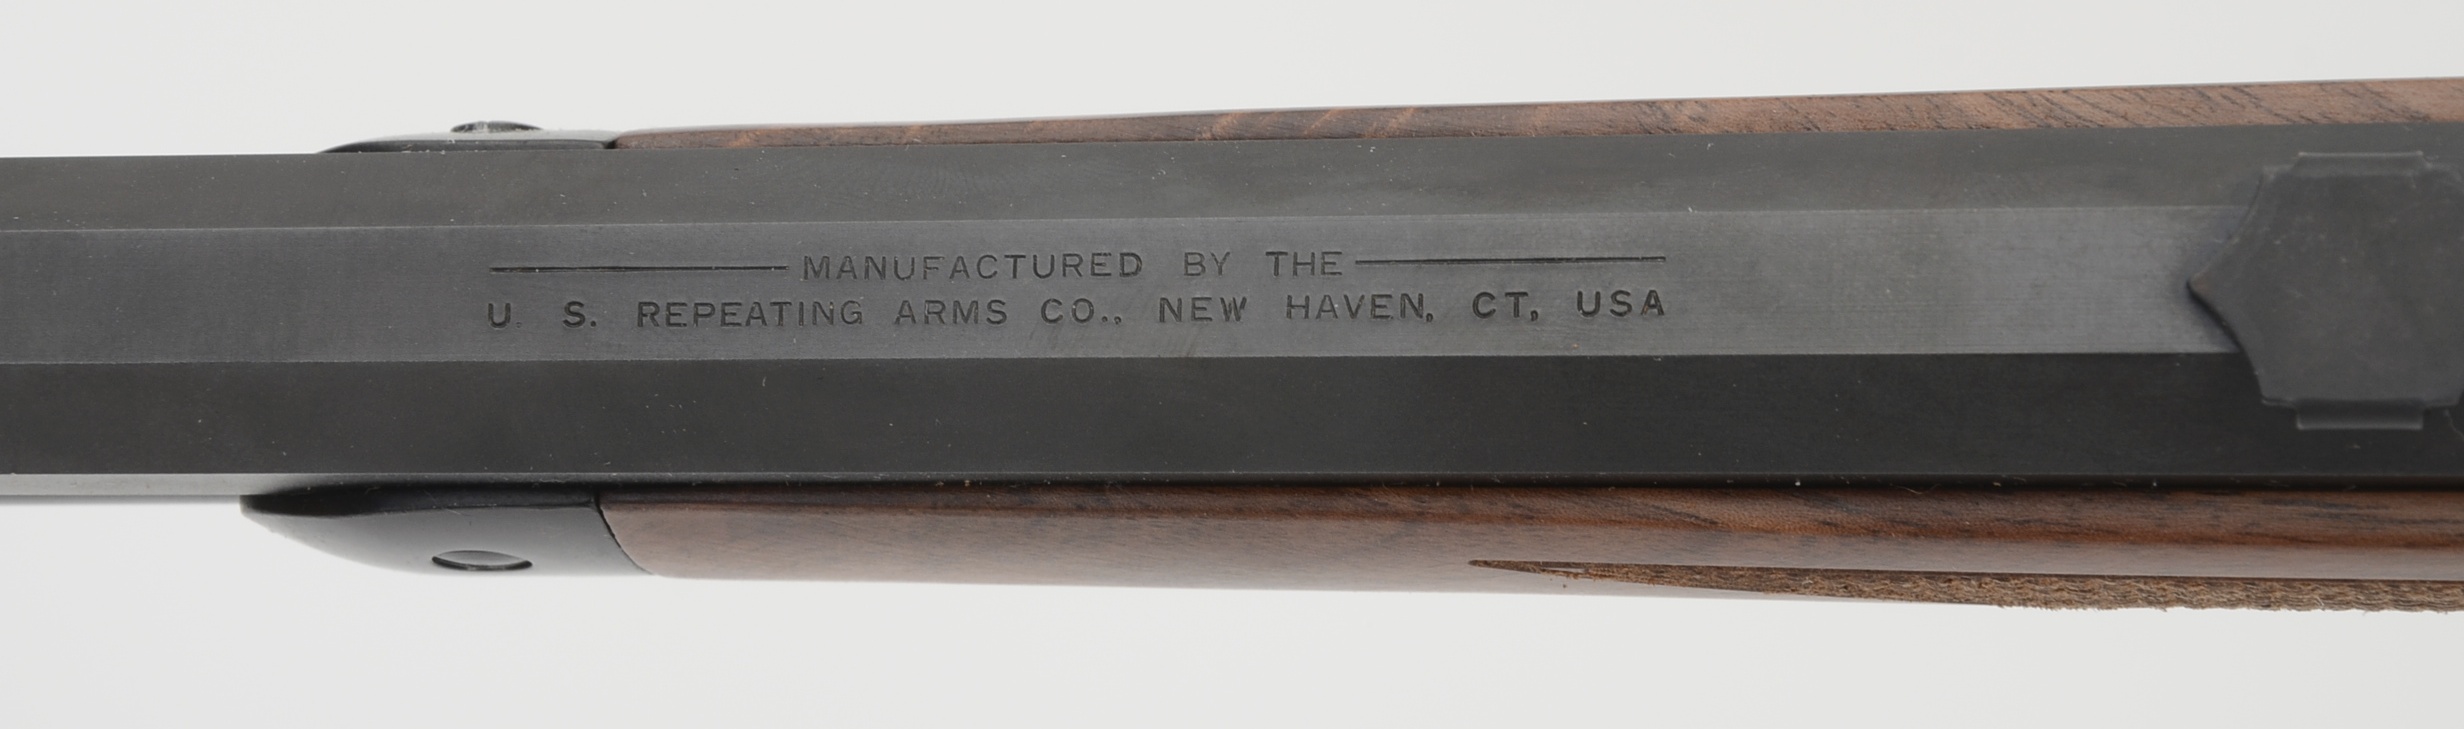 MANUFACTURED BY THE
U. S. REPEATING ARMS CO., NEW HAVEN, CT, USA